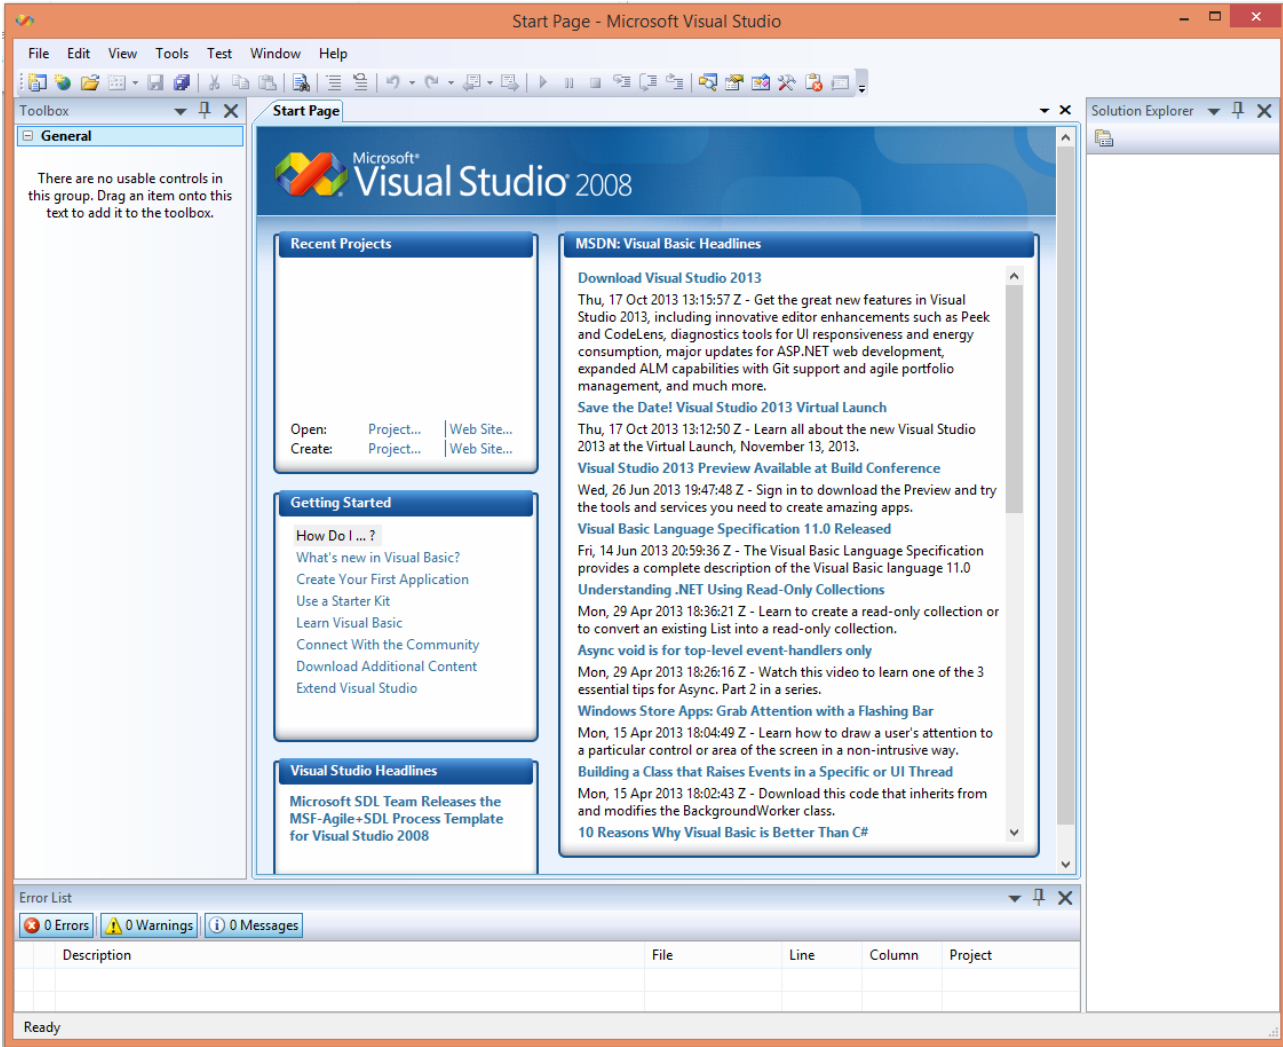 Start Page - Microsoft Visual Studio
File Edit View Tools Test Window Help
Toolbox
General
There are no usable controls in
this group. Drag an item onto this
text to add it to the toolbox.
Start Page
Microsoft®
Visual Studio® 2008
Recent Projects
Open: Project... Web Site...
Create: Project... Web Site...
Getting Started
How Do I ... ?
What's new in Visual Basic?
Create Your First Application
Use a Starter Kit
Learn Visual Basic
Connect With the Community
Download Additional Content
Extend Visual Studio
Visual Studio Headlines
Microsoft SDL Team Releases the
MSF-Agile+SDL Process Template
for Visual Studio 2008
MSDN: Visual Basic Headlines
Download Visual Studio 2013
Thu, 17 Oct 2013 13:15:57 Z - Get the great new features in Visual
Studio 2013, including innovative editor enhancements such as Peek
and CodeLens, diagnostics tools for UI responsiveness and energy
consumption, major updates for ASP.NET web development,
expanded ALM capabilities with Git support and agile portfolio
management, and much more.
Save the Date! Visual Studio 2013 Virtual Launch
Thu, 17 Oct 2013 13:12:50 Z - Learn all about the new Visual Studio
2013 at the Virtual Launch, November 13, 2013.
Visual Studio 2013 Preview Available at Build Conference
Wed, 26 Jun 2013 19:47:48 Z - Sign in to download the Preview and try
the tools and services you need to create amazing apps.
Visual Basic Language Specification 11.0 Released
Fri, 14 Jun 2013 20:59:36 Z - The Visual Basic Language Specification
provides a complete description of the Visual Basic language 11.0
Understanding .NET Using Read-Only Collections
Mon, 29 Apr 2013 18:36:21 Z - Learn to create a read-only collection or
to convert an existing List into a read-only collection.
Async void is for top-level event-handlers only
Mon, 29 Apr 2013 18:26:16 Z - Watch this video to learn one of the 3
essential tips for Async. Part 2 in a series.
Windows Store Apps: Grab Attention with a Flashing Bar
Mon, 15 Apr 2013 18:04:49 Z - Learn how to draw a user's attention to
a particular control or area of the screen in a non-intrusive way.
Building a Class that Raises Events in a Specific or UI Thread
Mon, 15 Apr 2013 18:02:43 Z - Download this code that inherits from
and modifies the BackgroundWorker class.
10 Reasons Why Visual Basic is Better Than C#
Solution Explorer
Error List
0 Errors 0 Warnings 0 Messages
Description File Line Column Project
Ready